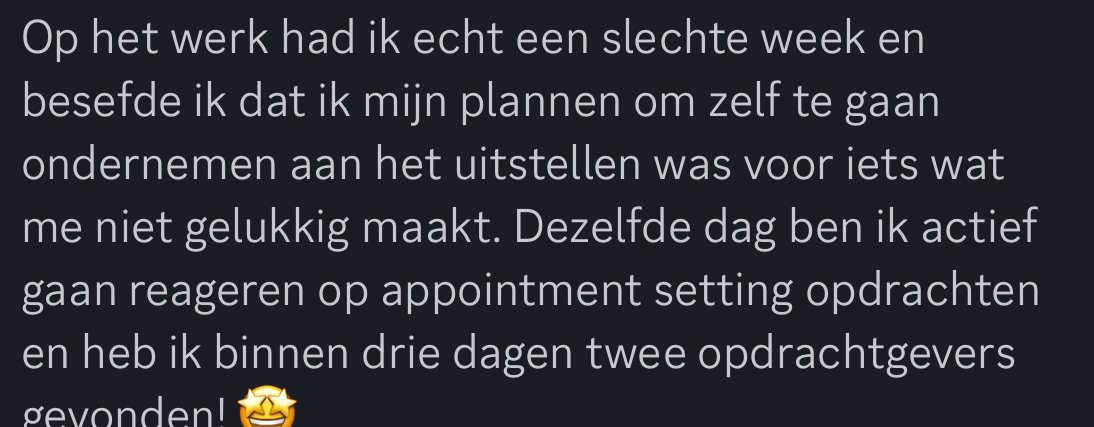 Op het werk had ik echt een slechte week en
besefde ik dat ik mijn plannen om zelf te gaan
ondernemen aan het uitstellen was voor iets wat
me niet gelukkig maakt. Dezelfde dag ben ik actief
gaan reageren op appointment setting opdrachten
en heb ik binnen drie dagen twee opdrachtgevers
gevonden! 🤩